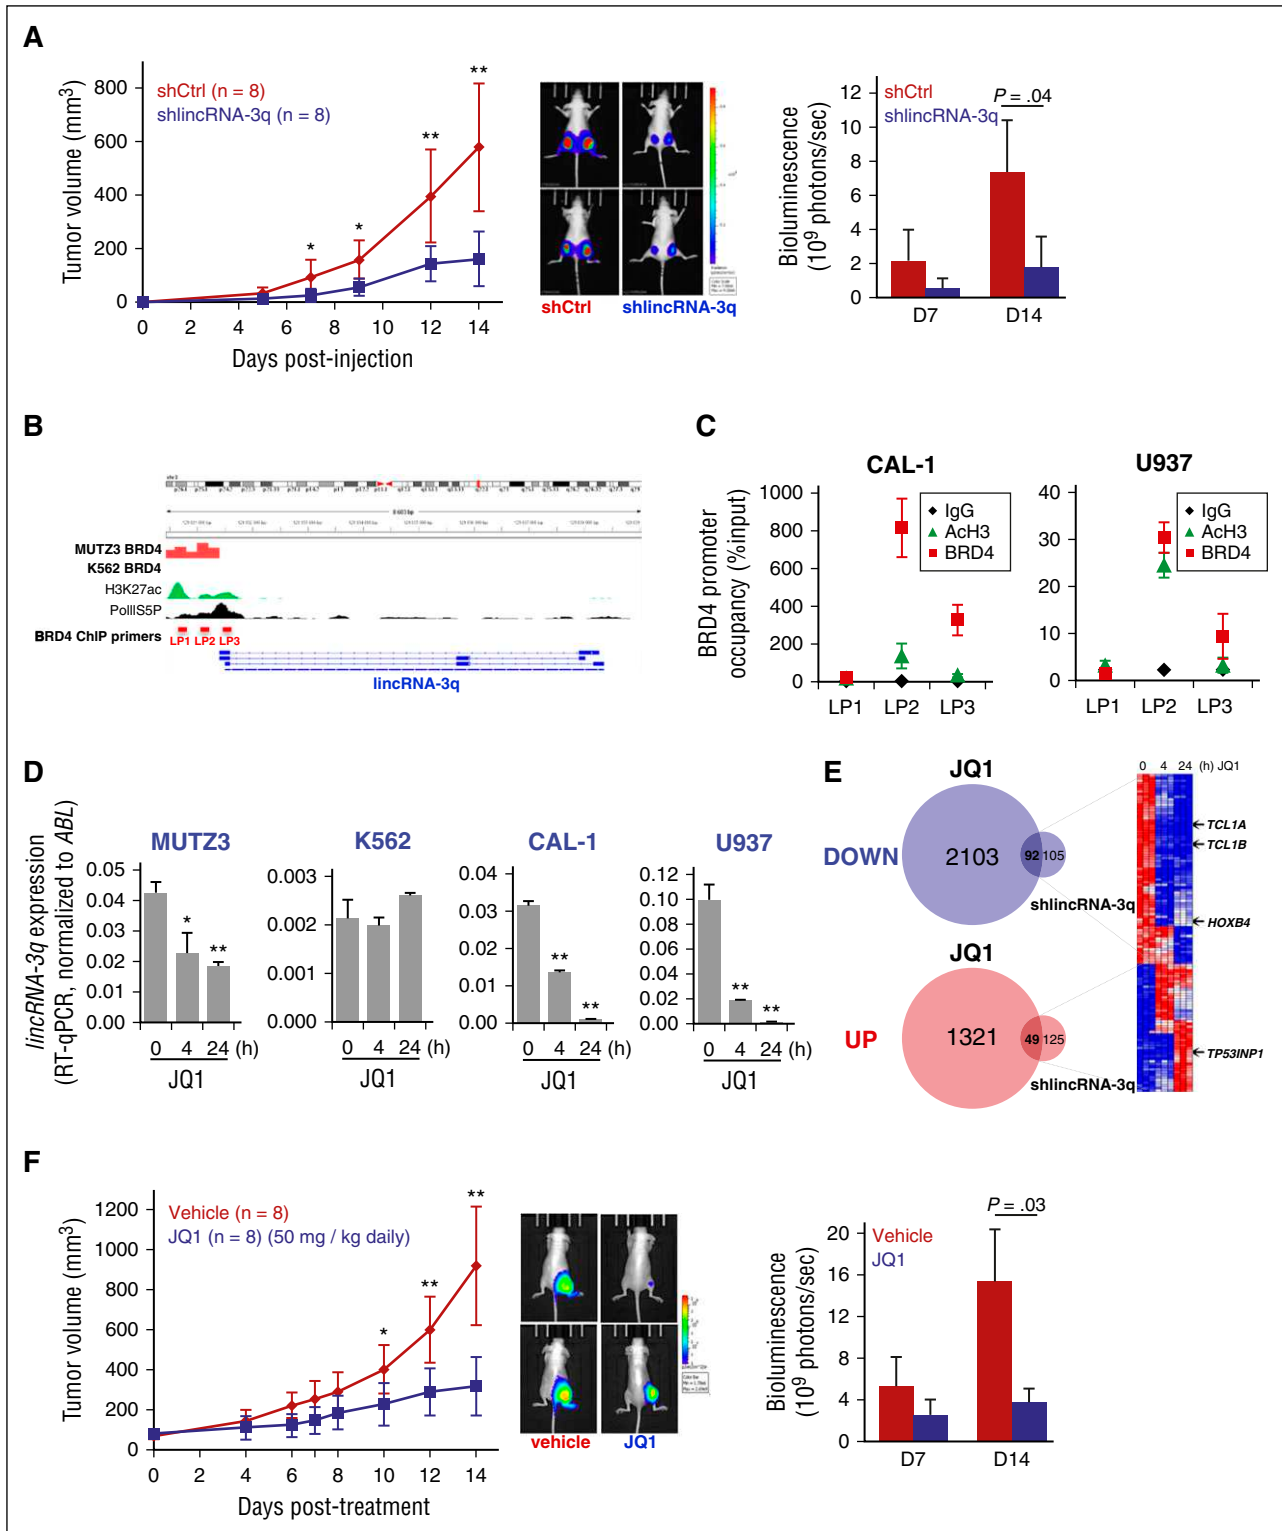 A
Tumor volume (mm3)
800
600
400
200
0
shCtrl (n = 8)
shlincRNA-3q (n = 8)
*
*
**
**
0 2 4 6 8 10 12 14
Days post-injection
shCtrl shlincRNA-3q
Bioluminescence
(10^9 photons/sec)
12
10
8
6
4
2
0
shCtrl
shlincRNA-3q
P = .04
D7 D14
B
MUTZ3 BRD4
K562 BRD4
H3K27ac
PolIIS5P
BRD4 ChIP primers
LP1 LP2 LP3
lincRNA-3q
C
BRD4 promoter
occupancy (%input)
CAL-1
1000
800
600
400
200
0
IgG
AcH3
BRD4
LP1 LP2 LP3
U937
40
30
20
10
0
IgG
AcH3
BRD4
LP1 LP2 LP3
D
lincRNA-3q expression
(RT-qPCR, normalized to ABL)
MUTZ3
0.05
0.04
0.03
0.02
0.01
0.00
*
**
0 4 24 (h)
JQ1
K562
0.003
0.002
0.001
0.000
0 4 24 (h)
JQ1
CAL-1
0.04
0.03
0.02
0.01
0.00
**
**
0 4 24 (h)
JQ1
U937
0.12
0.10
0.08
0.06
0.04
0.02
0.00
**
**
0 4 24 (h)
JQ1
E
JQ1
DOWN
2103
92 105
shlincRNA-3q
JQ1
UP
1321
49 125
shlincRNA-3q
0 4 24 (h) JQ1
TCL1A
TCL1B
HOXB4
TP53INP1
F
Tumor volume (mm3)
1200
1000
800
600
400
200
0
Vehicle (n = 8)
JQ1 (n = 8) (50 mg / kg daily)
*
**
**
0 2 4 6 8 10 12 14
Days post-treatment
vehicle JQ1
Bioluminescence
(10^9 photons/sec)
20
16
12
8
4
0
Vehicle
JQ1
P = .03
D7 D14